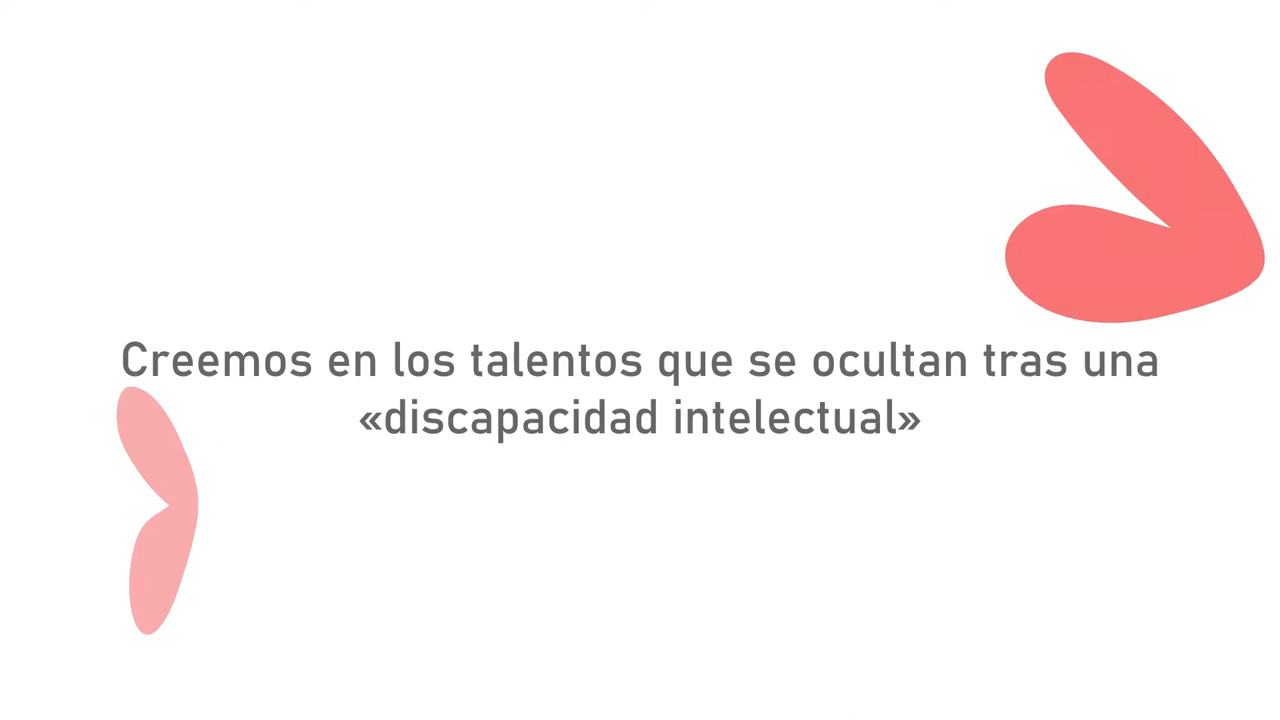 Creemos en los talentos que se ocultan tras una
«discapacidad intelectual»